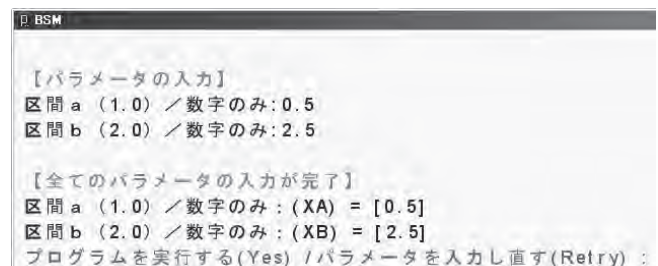 BSM
【パラメータの入力】
区間a (1.0) /数字のみ:0.5
区間b (2.0) /数字のみ:2.5
【全てのパラメータの入力が完了】
区間a (1.0) /数字のみ:(XA) = [0.5]
区間b (2.0) /数字のみ:(XB) = [2.5]
プログラムを実行する(Yes) /パラメータを入力し直す(Retry) :